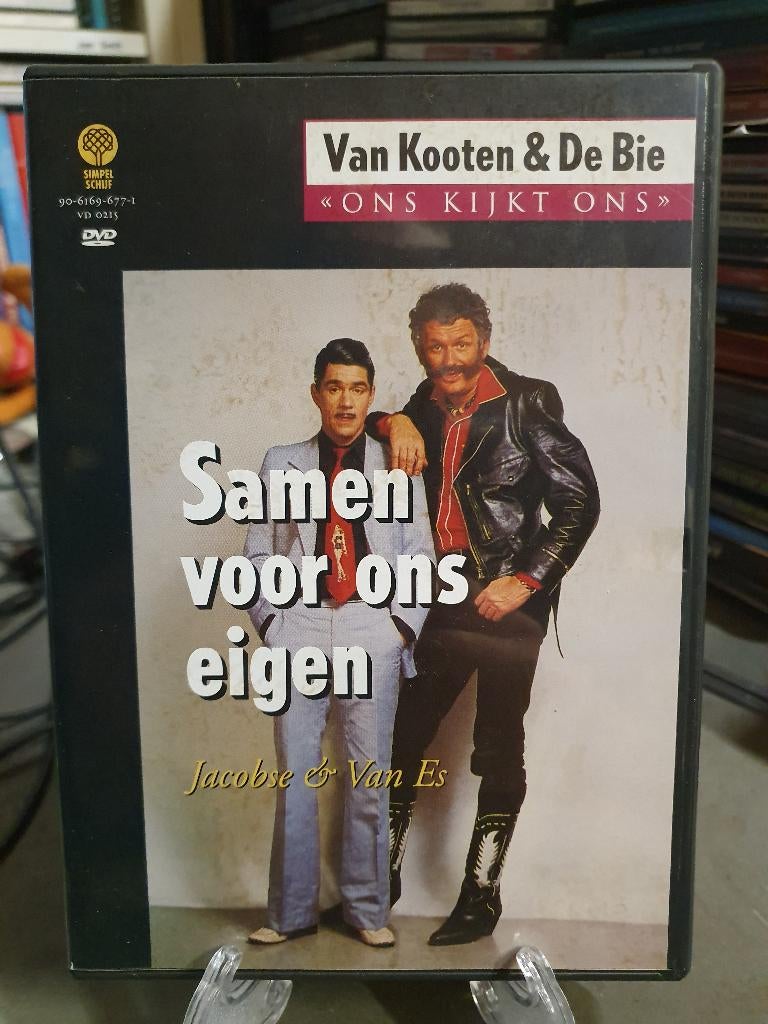 SIMPEL
SCHIJF
90-6169-677-1
VD 0215
DVD
Van Kooten & De Bie
«ONS KIJKT ONS»
Samen
voor ons
eigen
Jacobse & Van Es